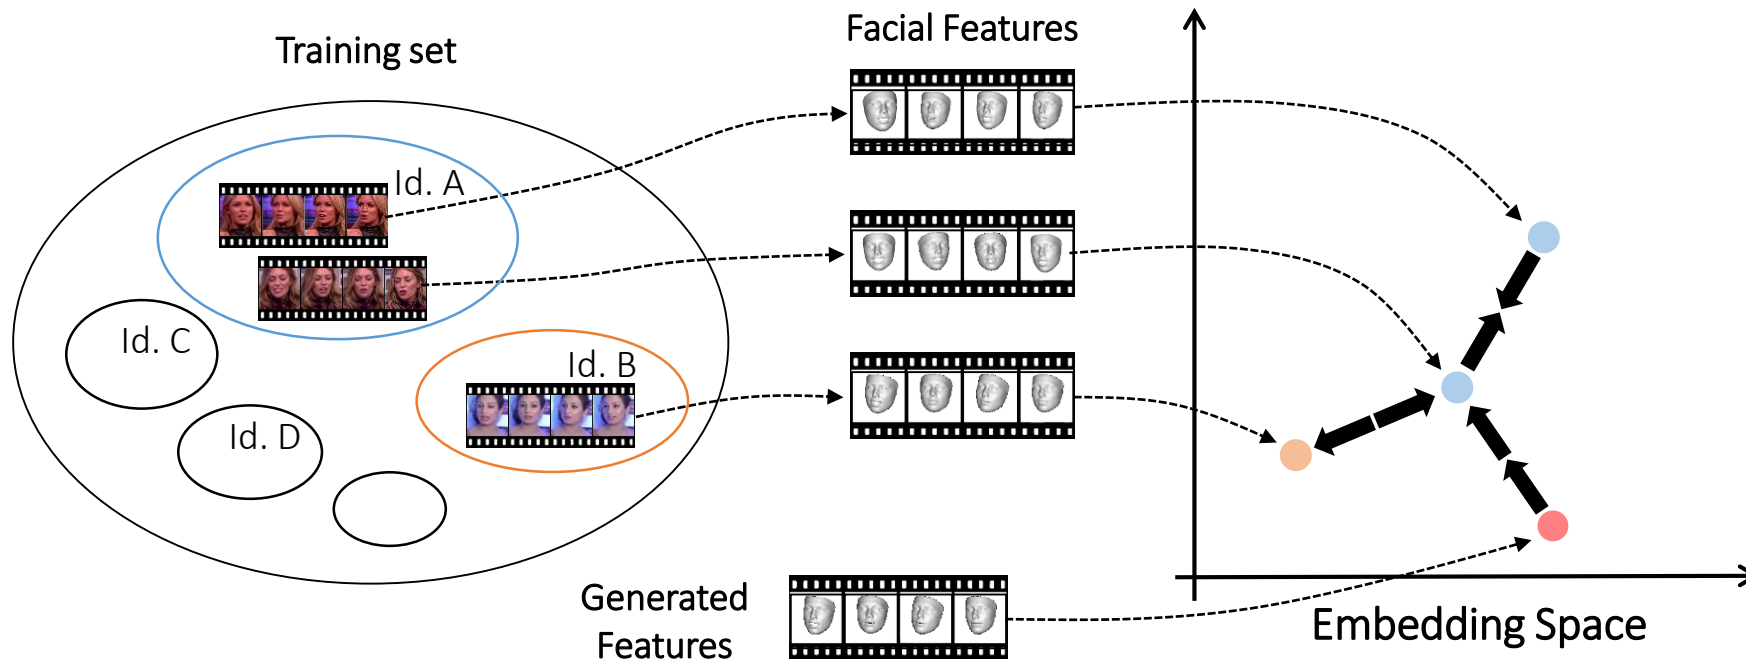 Training set
Facial Features
Id. A
Id. C
Id. B
Id. D
Generated
Features
Embedding Space